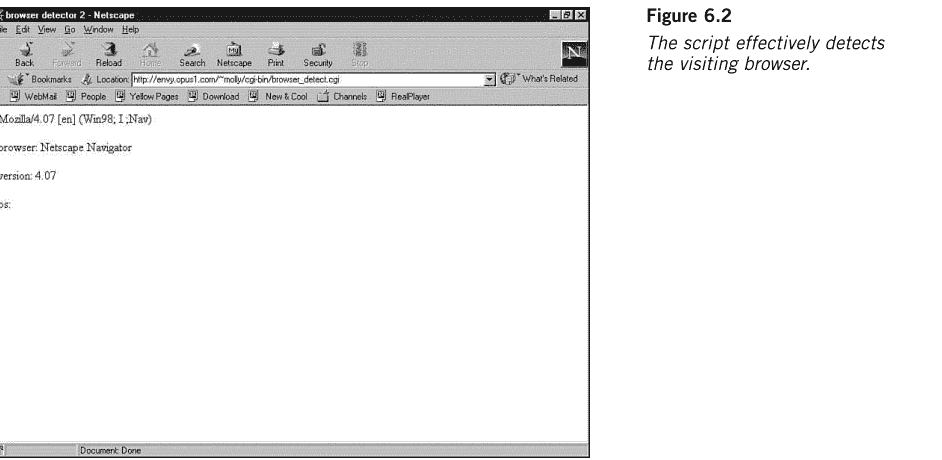 browser detector 2 - Netscape
Edit View Go Window Help
Back Forward Reload Home Search Netscape Print Security Stop
Bookmarks Location: http://envy.opus1.com/~molly/cgi-bin/browser_detect.cgi What's Related
WebMail People Yellow Pages Download New & Cool Channels RealPlayer
Mozilla/4.07 [en] (Win98; I ;Nav)
browser: Netscape Navigator
version: 4.07
os:
Document: Done
Figure 6.2
The script effectively detects
the visiting browser.